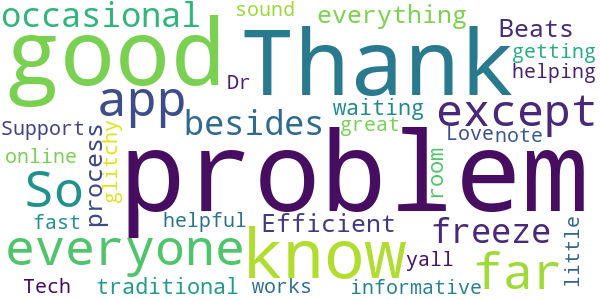 occasional
sound
everything
good
Thank
Beats
getting
Dr
helping
app
waiting
except
Support
besides
great
Love
note
online
process
glitchy
problem
room
So
fast
helpful
Efficient
freeze
little
everyone
know
yall
far
Tech
traditional
works
informative